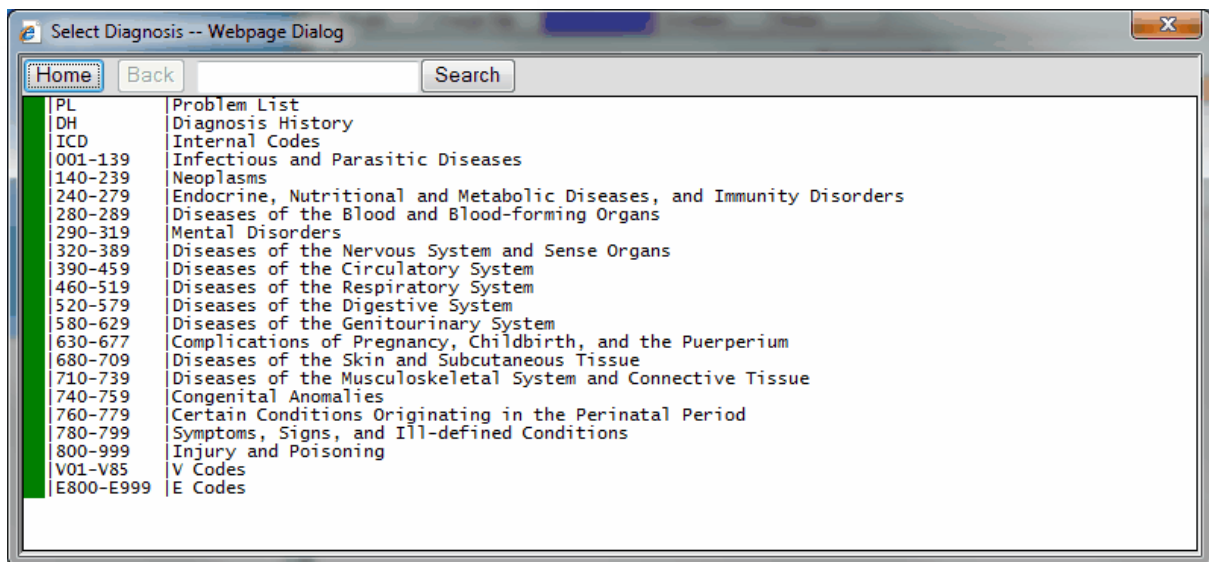 Select Diagnosis -- Webpage Dialog
Home Back Search
|PL |Problem List
|DH |Diagnosis History
|ICD |Internal Codes
|001-139 |Infectious and Parasitic Diseases
|140-239 |Neoplasms
|240-279 |Endocrine, Nutritional and Metabolic Diseases, and Immunity Disorders
|280-289 |Diseases of the Blood and Blood-forming Organs
|290-319 |Mental Disorders
|320-389 |Diseases of the Nervous System and Sense Organs
|390-459 |Diseases of the Circulatory System
|460-519 |Diseases of the Respiratory System
|520-579 |Diseases of the Digestive System
|580-629 |Diseases of the Genitourinary System
|630-677 |Complications of Pregnancy, Childbirth, and the Puerperium
|680-709 |Diseases of the Skin and Subcutaneous Tissue
|710-739 |Diseases of the Musculoskeletal System and Connective Tissue
|740-759 |Congenital Anomalies
|760-779 |Certain Conditions Originating in the Perinatal Period
|780-799 |Symptoms, Signs, and Ill-defined Conditions
|800-999 |Injury and Poisoning
|V01-V85 |V Codes
|E800-E999 |E Codes